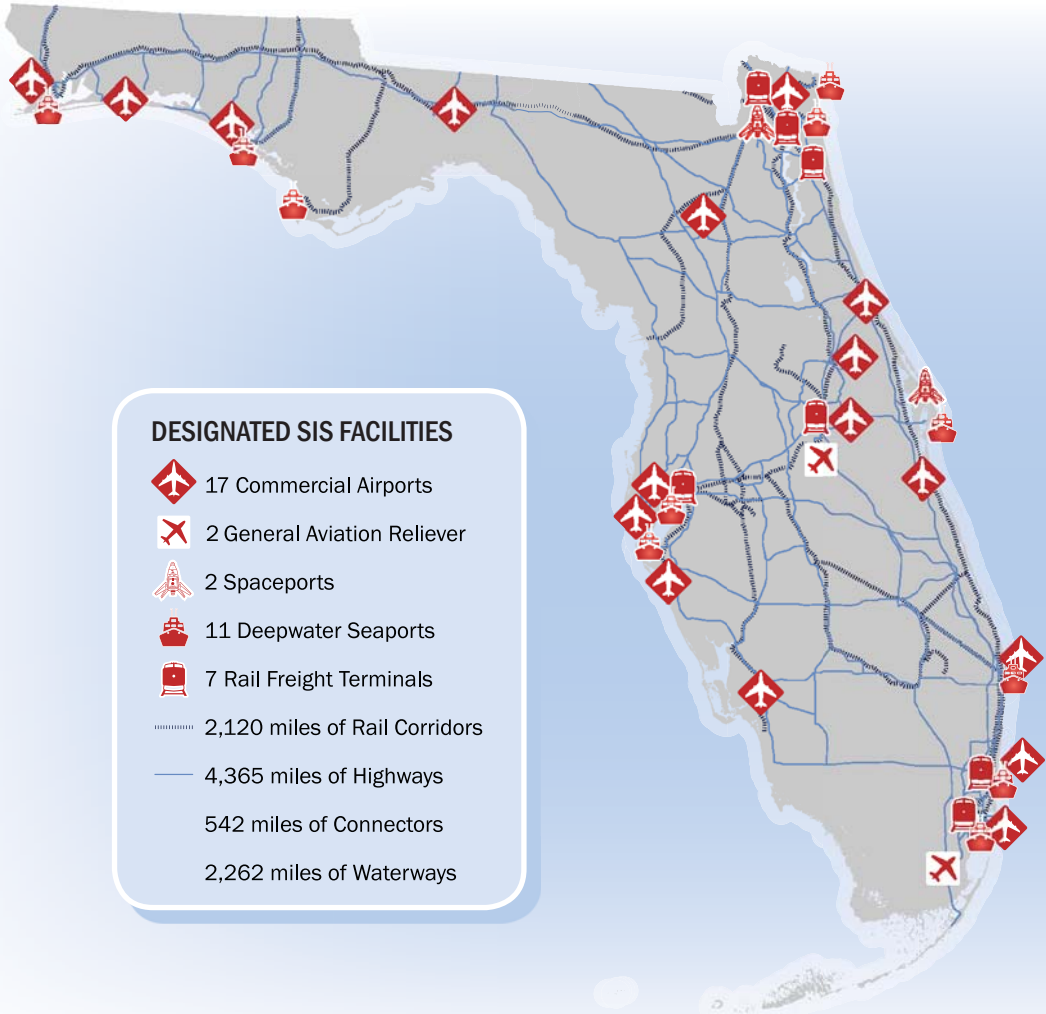 DESIGNATED SIS FACILITIES
17 Commercial Airports
2 General Aviation Reliever
2 Spaceports
11 Deepwater Seaports
7 Rail Freight Terminals
2,120 miles of Rail Corridors
4,365 miles of Highways
542 miles of Connectors
2,262 miles of Waterways